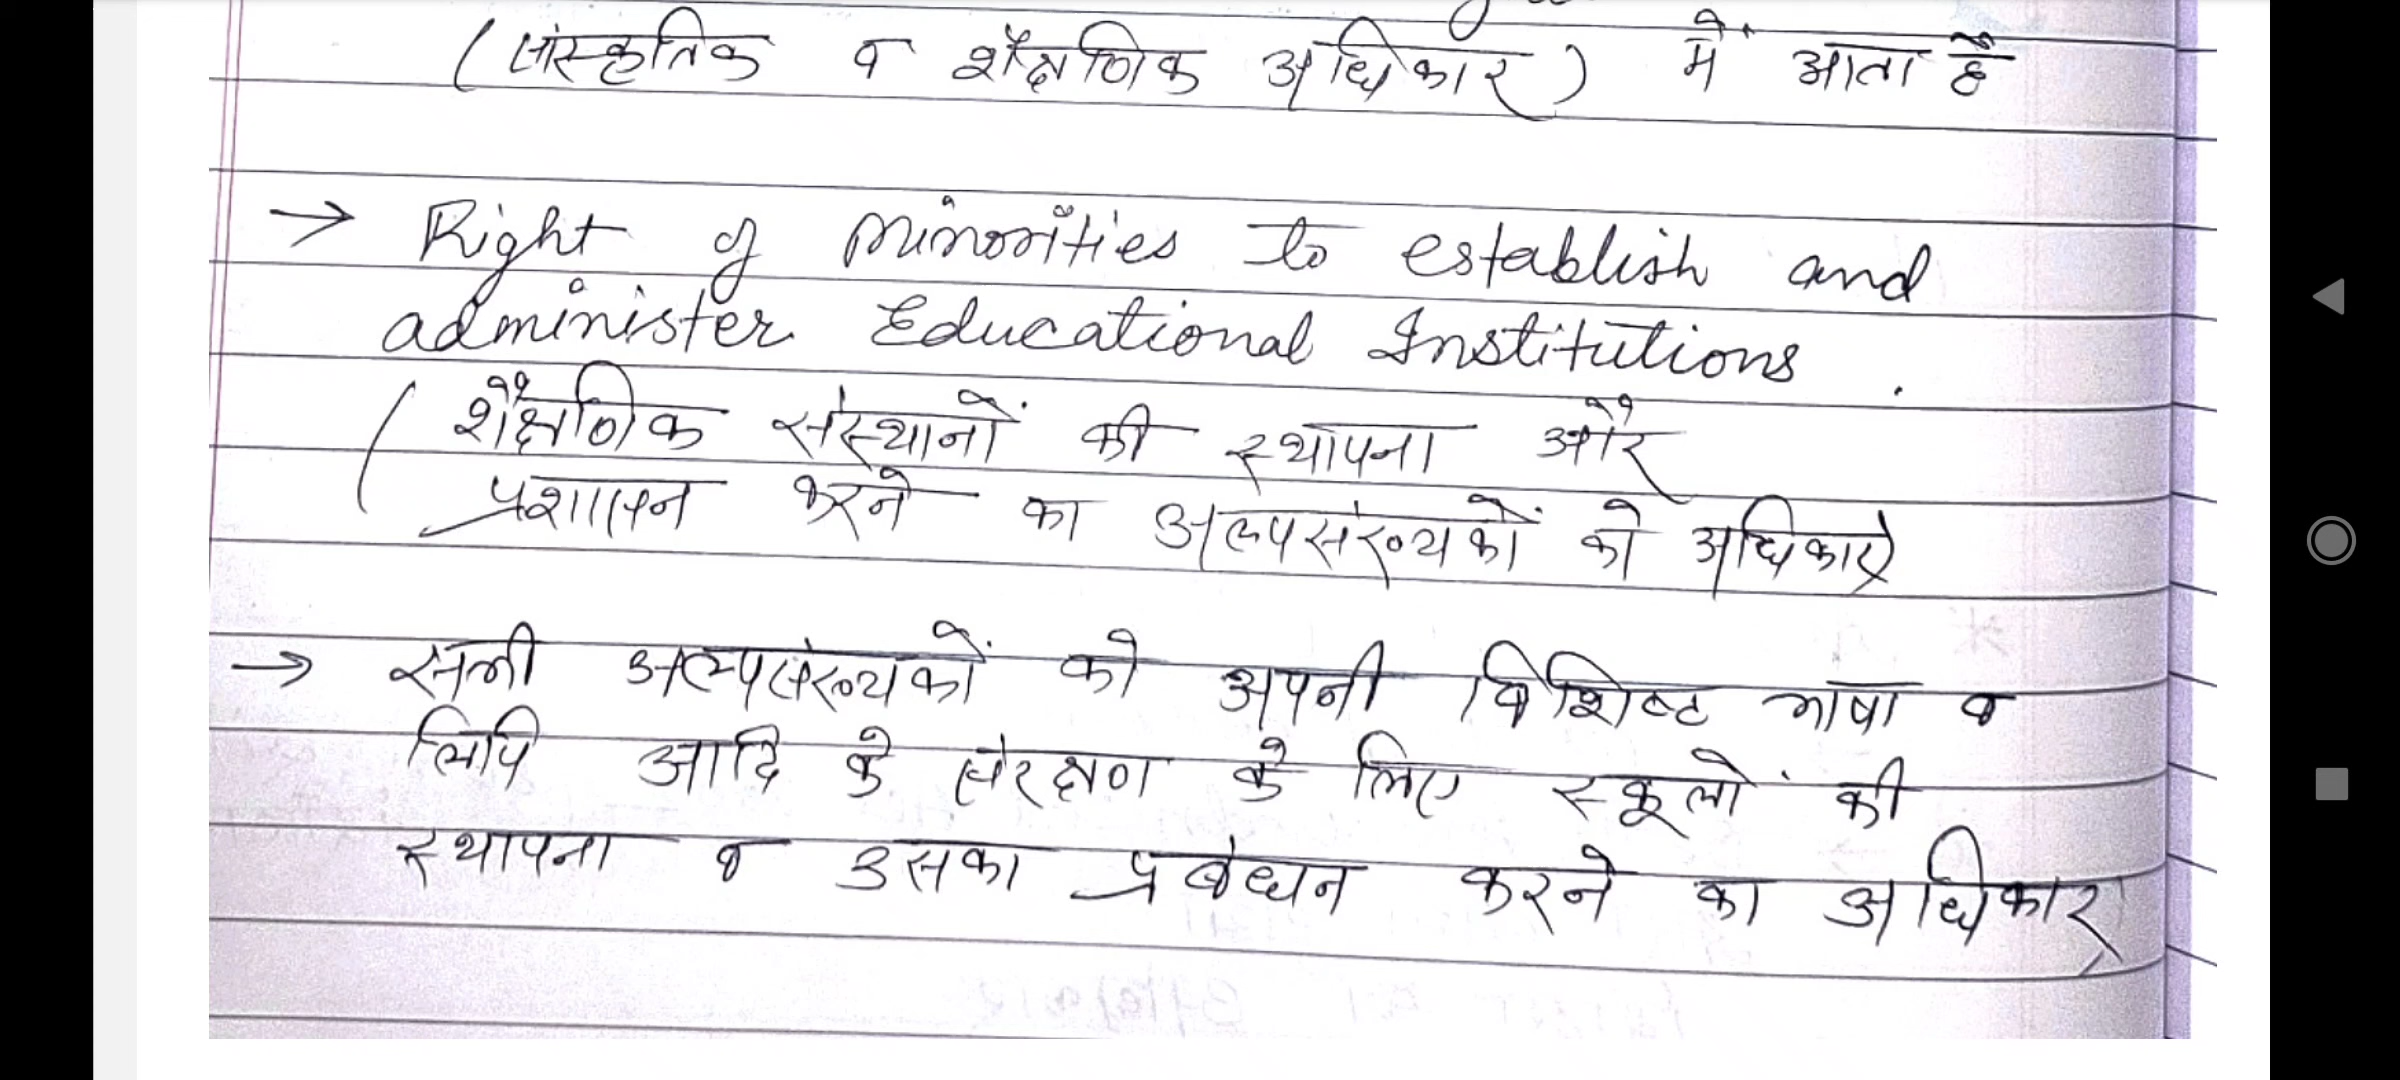 (सांस्कृतिक व शैक्षणिक अधिकार) में आता है
→ Right of minorities to establish and
administer Educational Institutions.
(शैक्षणिक संस्थानों की स्थापना और
प्रशासन करने का अल्पसंख्यकों को अधिकार)
→ सभी अल्पसंख्यकों को अपनी विशिष्ट भाषा व
लिपि आदि के संरक्षण के लिए स्कूलों की
स्थापना व उसका प्रबंधन करने का अधिकार